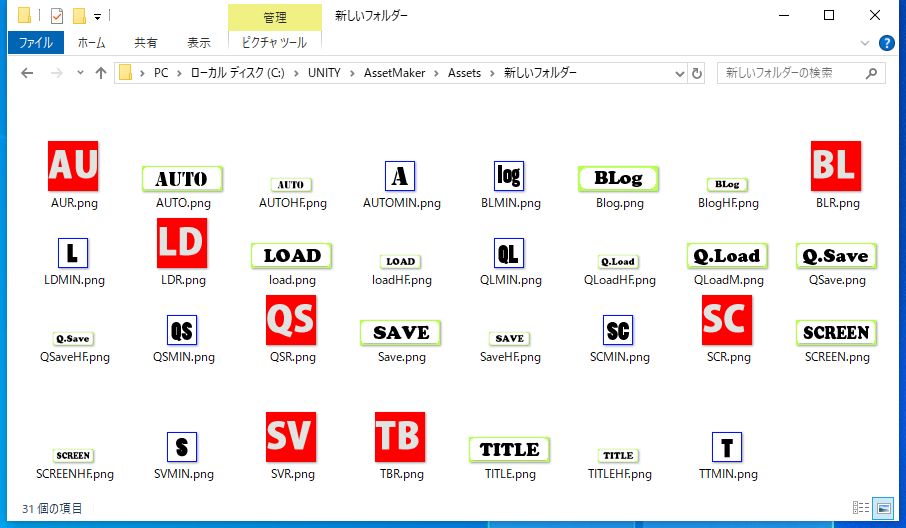 管理
新しいフォルダー
ファイル ホーム 共有 表示 ピクチャ ツール
PC › ローカル ディスク (C:) › UNITY › AssetMaker › Assets › 新しいフォルダー
新しいフォルダーの検索
AU AUTO AUTO A log BLog BLog BL
AUR.png AUTO.png AUTOHF.png AUTOMIN.png BLMIN.png Blog.png BlogHF.png BLR.png
L LD LOAD LOAD QL Q.Load Q.Load Q.Save
LDMIN.png LDR.png load.png loadHF.png QLMIN.png QLoadHF.png QLoadM.png QSave.png
Q.Save QS QS SAVE SAVE SC SC SCREEN
QSaveHF.png QSMIN.png QSR.png Save.png SaveHF.png SCMIN.png SCR.png SCREEN.png
SCREEN S SV TB TITLE TITLE T
SCREENHF.png SVMIN.png SVR.png TBR.png TITLE.png TITLEHF.png TTMIN.png
31 個の項目